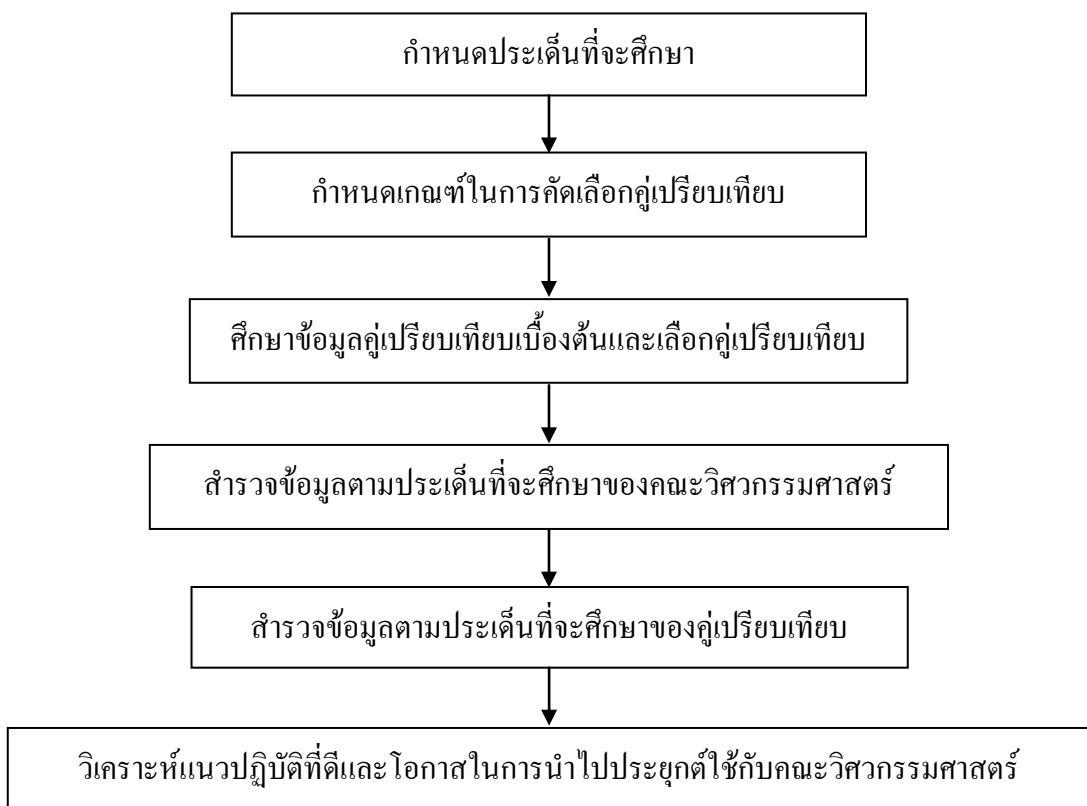 กำหนดประเด็นที่จะศึกษา
กำหนดเกณฑ์ในการคัดเลือกคู่เปรียบเทียบ
ศึกษาข้อมูลคู่เปรียบเทียบเบื้องต้นและเลือกคู่เปรียบเทียบ
สำรวจข้อมูลตามประเด็นที่จะศึกษาของคณะวิศวกรรมศาสตร์
สำรวจข้อมูลตามประเด็นที่จะศึกษาของคู่เปรียบเทียบ
วิเคราะห์แนวปฏิบัติที่ดีและโอกาสในการนำไปประยุกต์ใช้กับคณะวิศวกรรมศาสตร์